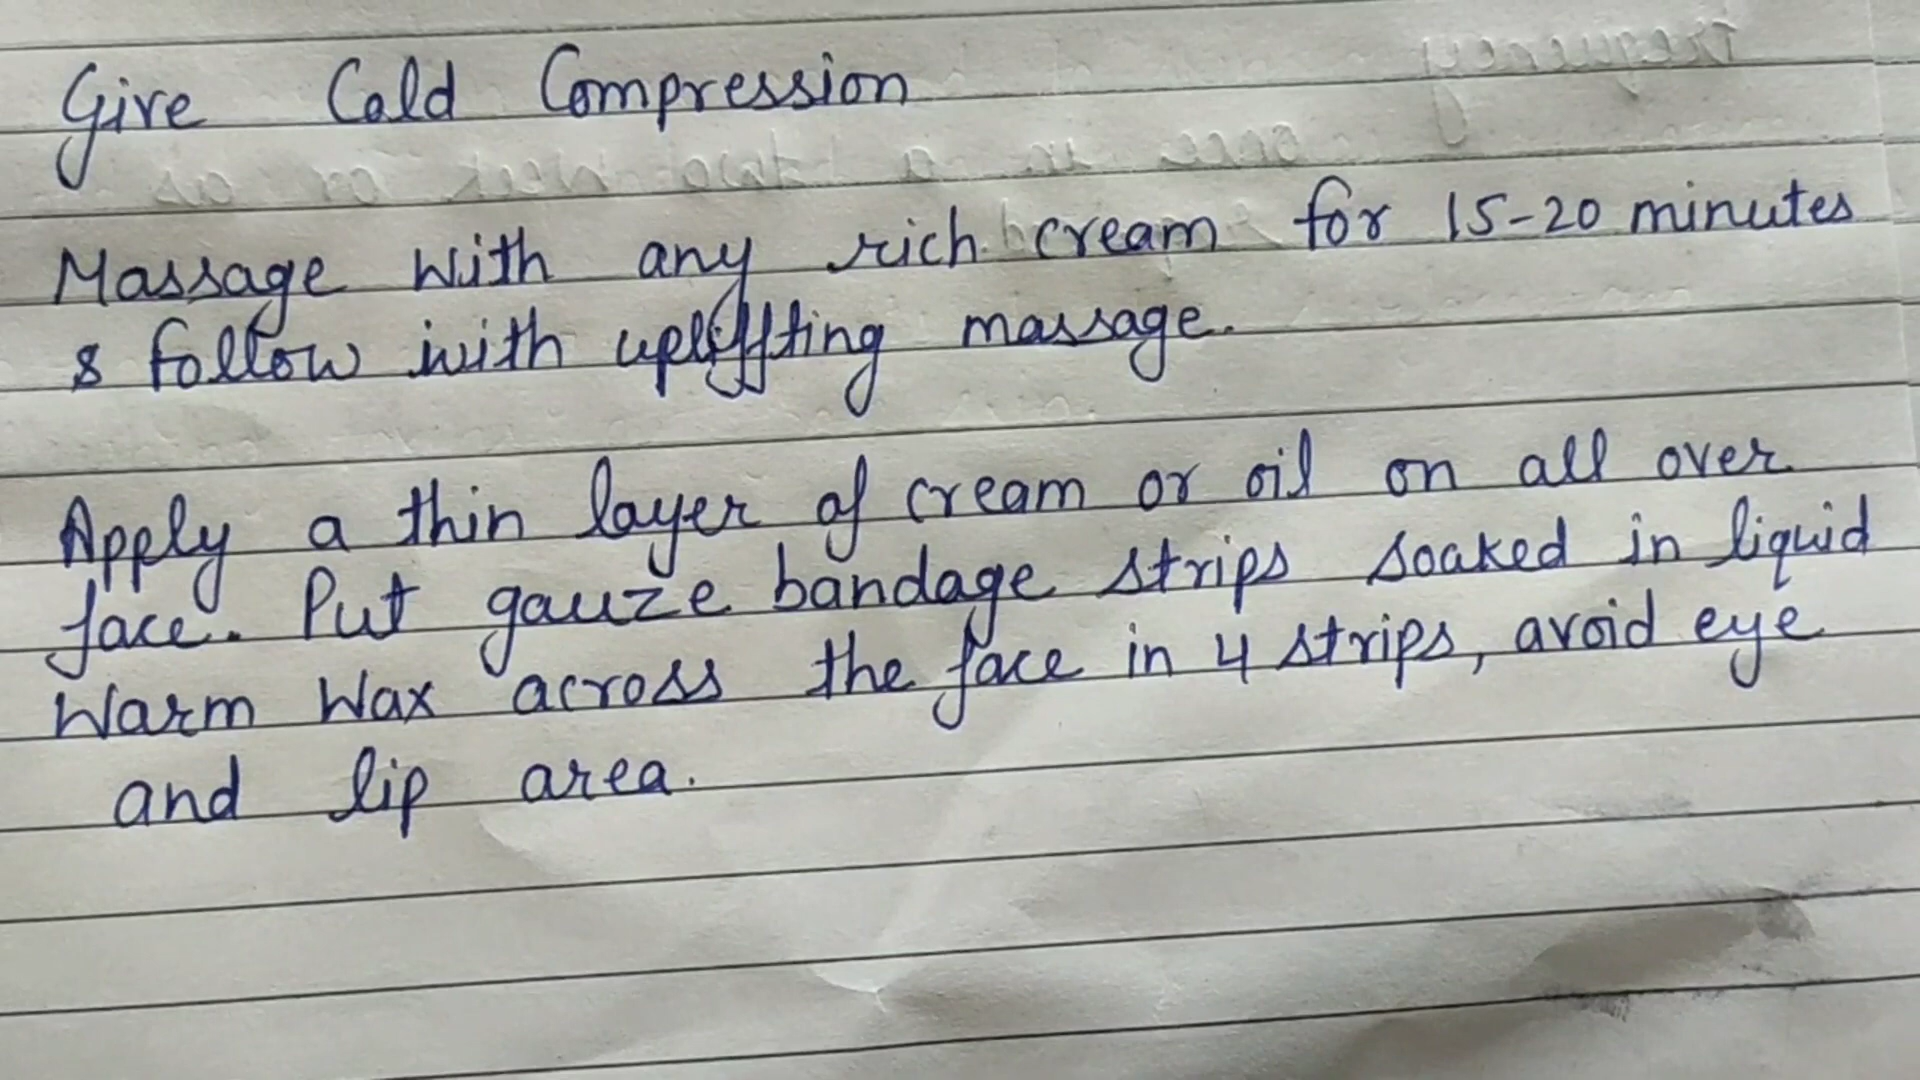 Give Cold Compression
Massage with any rich cream for 15-20 minutes
& follow with upliffting massage.
Apply a thin layer of cream or oil on all over
face. Put gauze bandage strips soaked in liquid
Warm Wax across the face in 4 strips, avoid eye
and lip area.